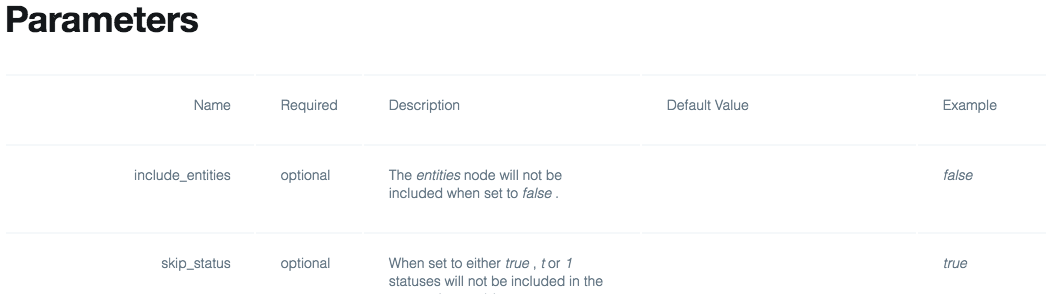 Parameters
Name Required Description Default Value Example
include_entities optional The entities node will not be false
included when set to false .
skip_status optional When set to either true , t or 1 true
statuses will not be included in the